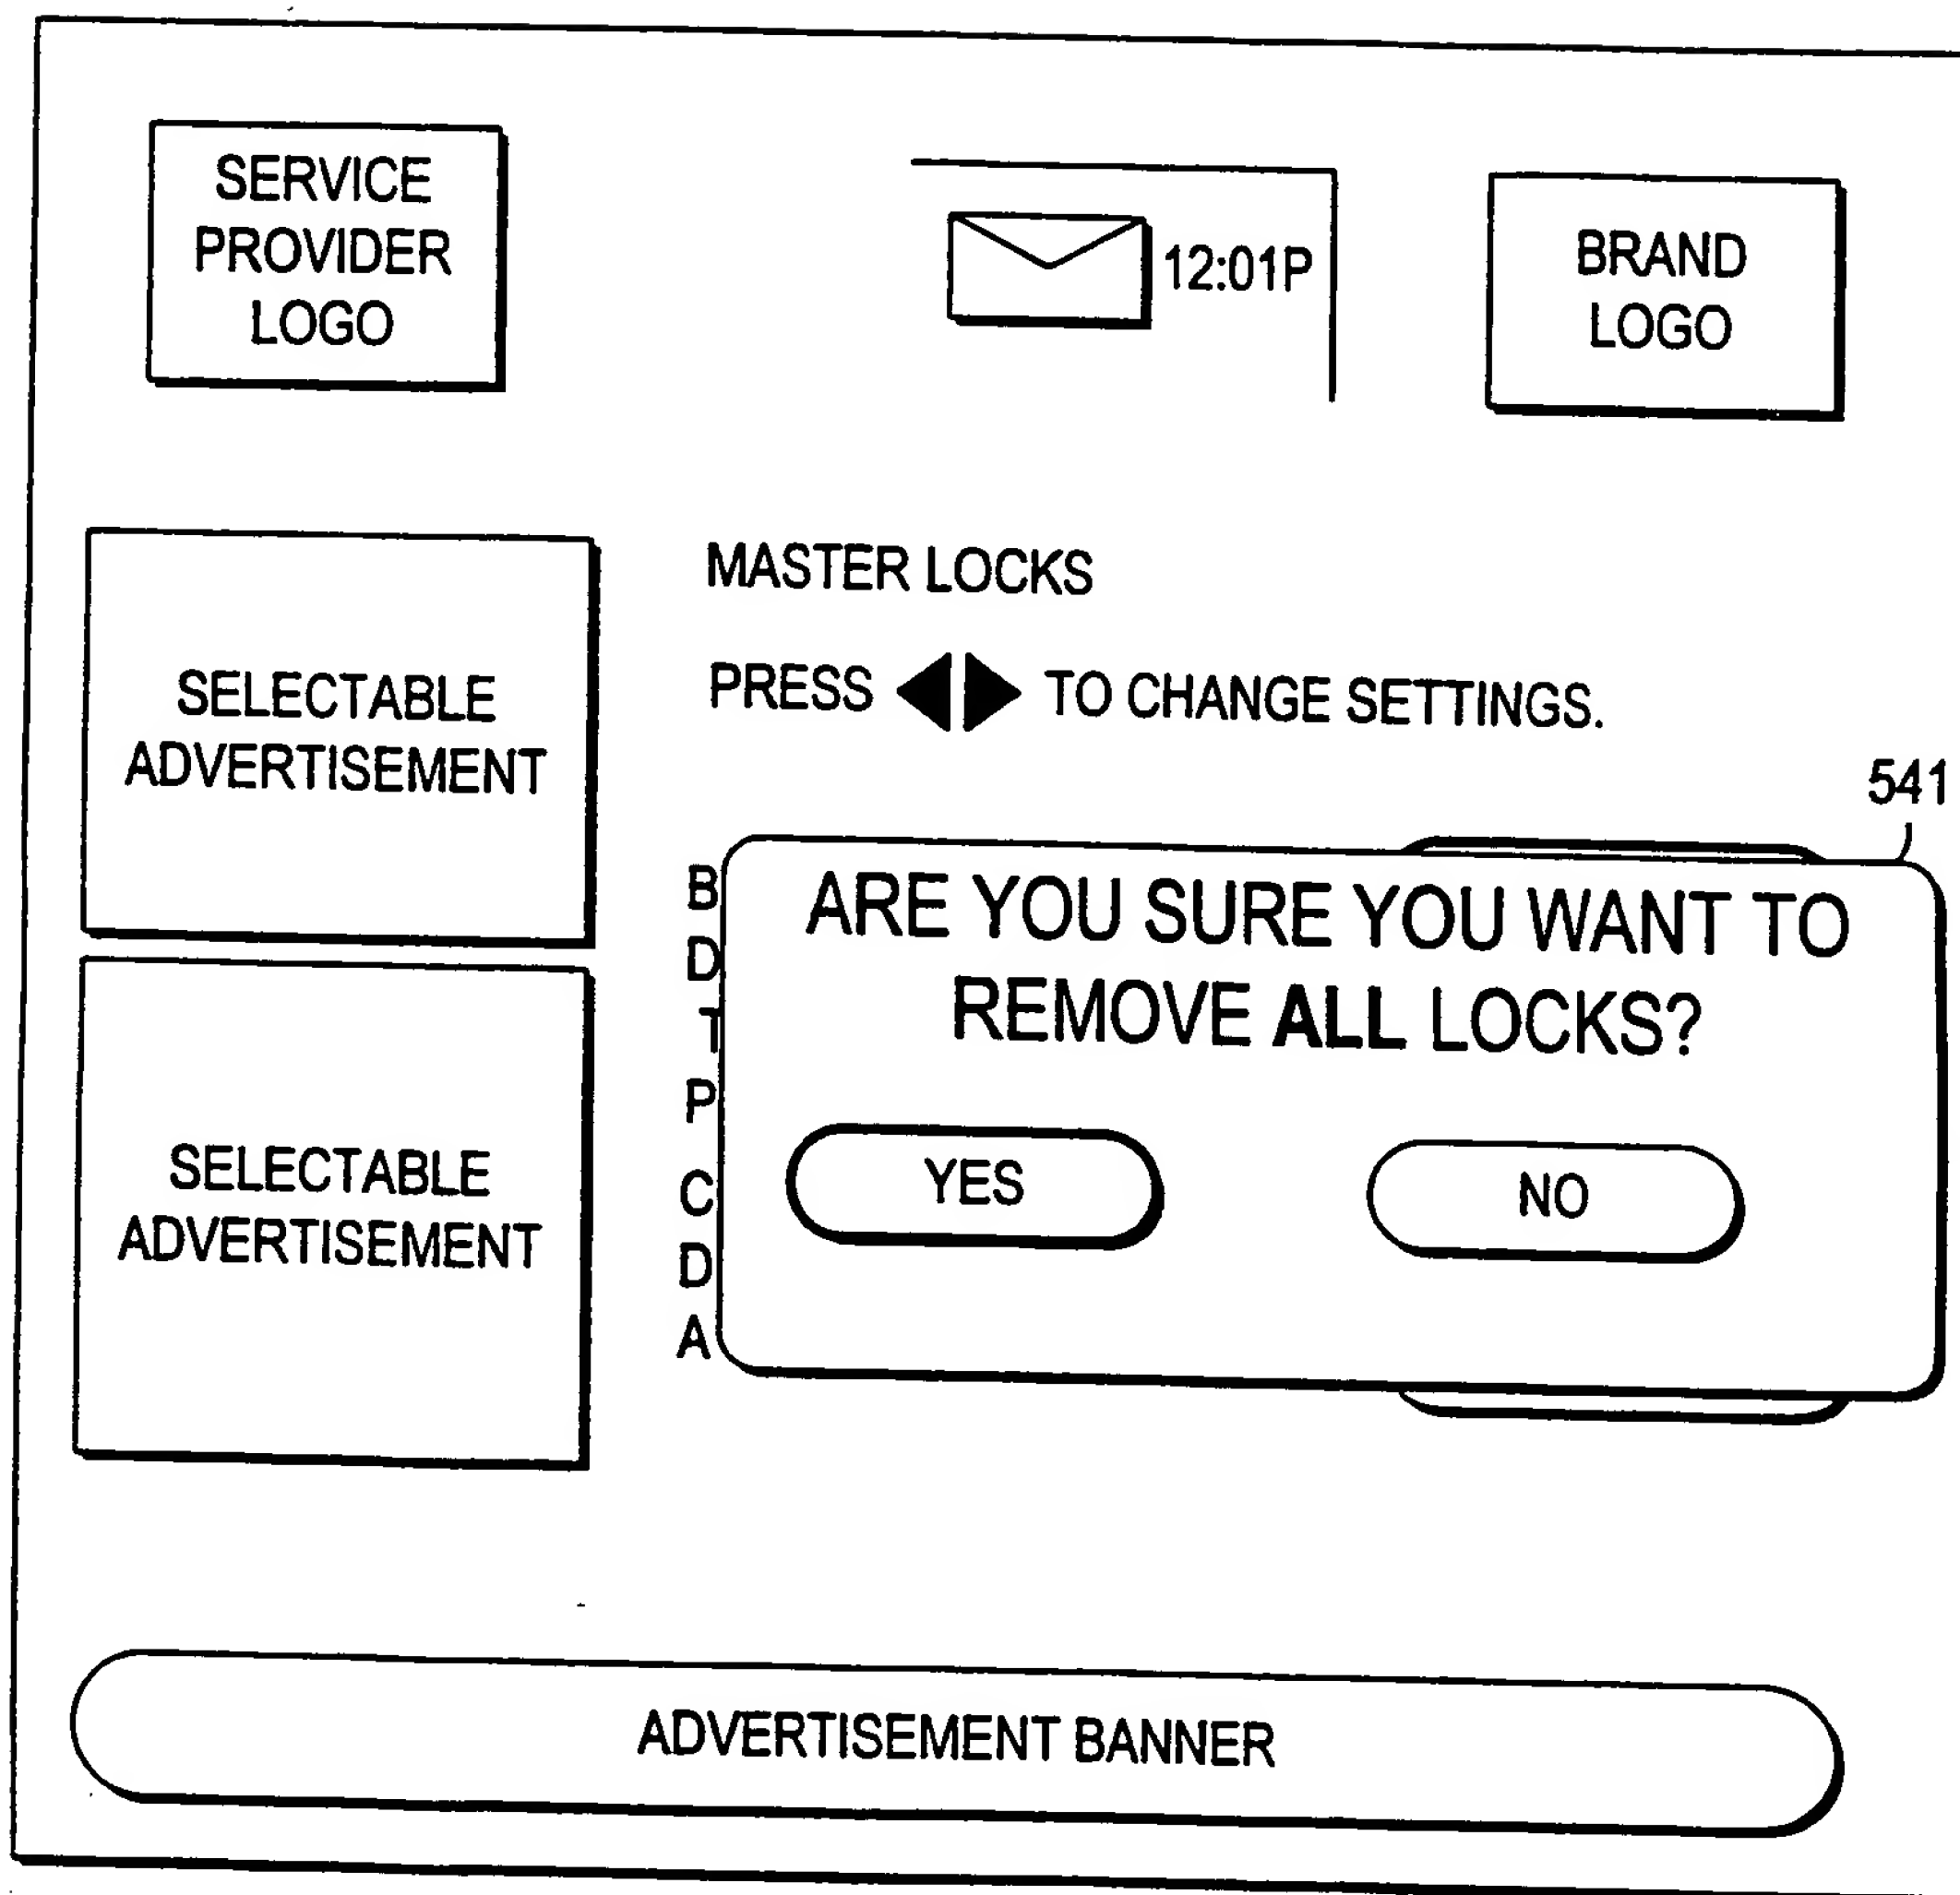 SERVICE
PROVIDER
LOGO
12:01P
BRAND
LOGO
MASTER LOCKS
PRESS TO CHANGE SETTINGS.
SELECTABLE
ADVERTISEMENT
541
B
D
T
P
C
D
A
ARE YOU SURE YOU WANT TO
REMOVE ALL LOCKS?
YES
NO
SELECTABLE
ADVERTISEMENT
ADVERTISEMENT BANNER